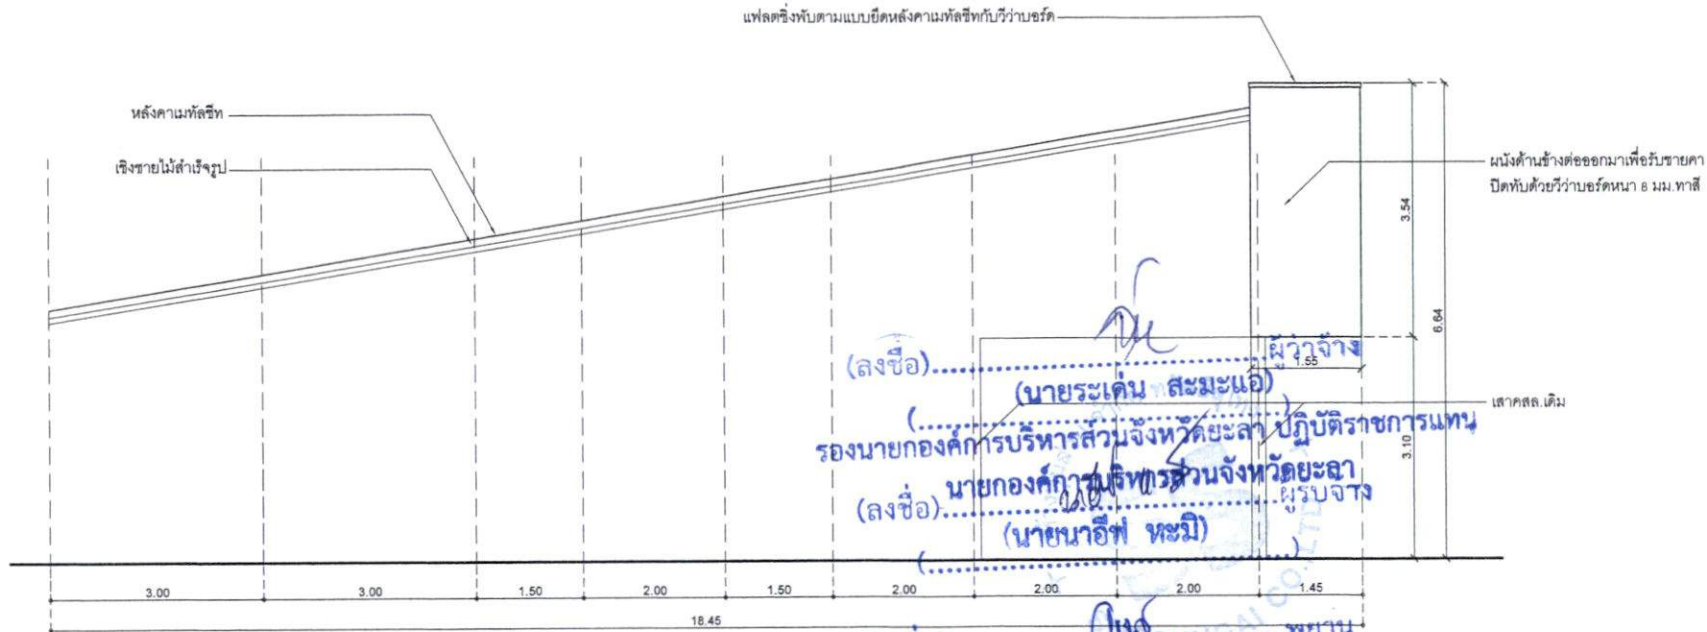 แฟลตซิ่งพับตามแบบยึดหลังคาเมทัลชีทกับวีว่าบอร์ด
หลังคาเมทัลชีท
เชิงชายไม้สำเร็จรูป
ผนังด้านข้างต่อออกมาเพื่อรับชายคา
ปิดทับด้วยวีว่าบอร์ดหนา 8 มม.ทาสี
3.54
6.64
(ลงชื่อ)..............................ผู้ว่าจ้าง
1.55
(นายระเด่น สะมะแอ)
(..............................)
เสาคสล.เดิม
รองนายกองค์การบริหารส่วนจังหวัดยะลา ปฏิบัติราชการแทน
นายกองค์การบริหารส่วนจังหวัดยะลา
3.10
(ลงชื่อ)..............................ผู้รับจ้าง
(นายนาอีฟ หะมิ)
(..............................)
3.00 3.00 1.50 2.00 1.50 2.00 2.00 2.00 1.45
18.45
พยาน